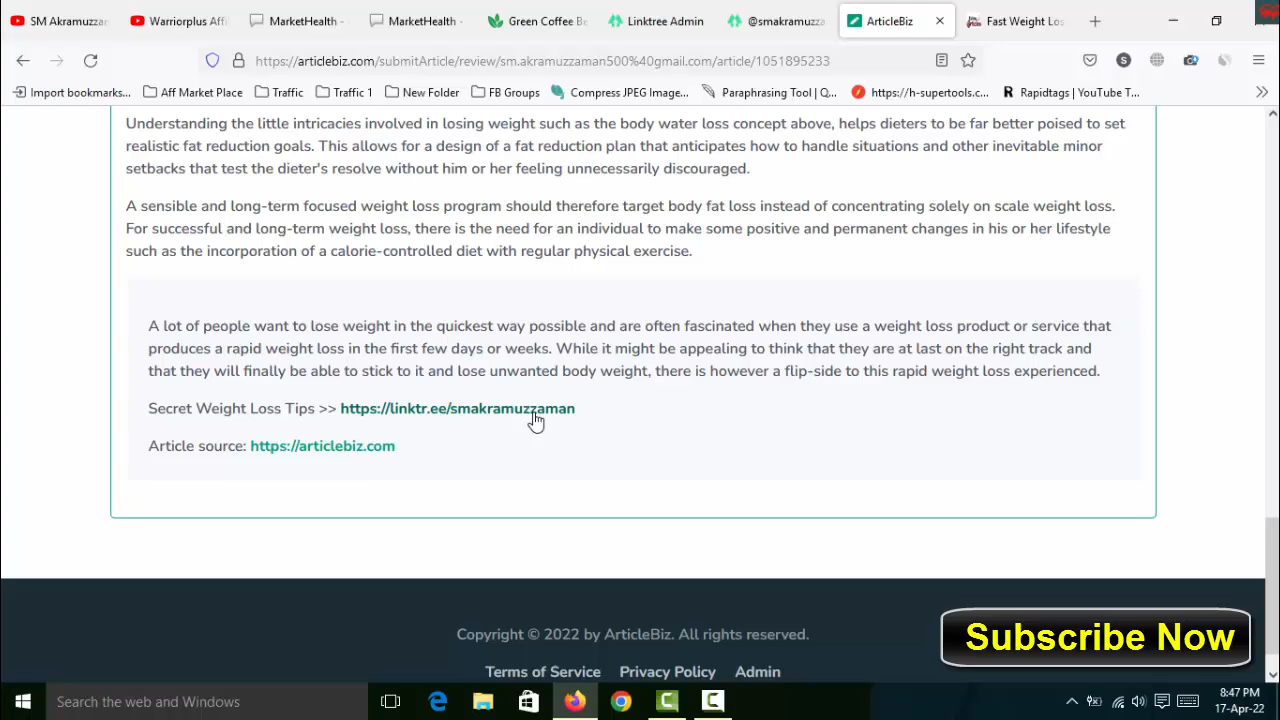 SM Akramuzzar
Warriorplus Affi
MarketHealth -
MarketHealth -
Green Coffee Be
Linktree Admin
@smakramuzza
ArticleBiz
Fast Weight Los
https://articlebiz.com/submitArticle/review/sm.akramuzzaman500%40gmail.com/article/1051895233
Import bookmarks...
Aff Market Place
Traffic
Traffic 1
New Folder
FB Groups
Compress JPEG Image...
Paraphrasing Tool | Q...
https://h-supertools.c...
Rapidtags | YouTube T...
Understanding the little intricacies involved in losing weight such as the body water loss concept above, helps dieters to be far better poised to set
realistic fat reduction goals. This allows for a design of a fat reduction plan that anticipates how to handle situations and other inevitable minor
setbacks that test the dieter's resolve without him or her feeling unnecessarily discouraged.
A sensible and long-term focused weight loss program should therefore target body fat loss instead of concentrating solely on scale weight loss.
For successful and long-term weight loss, there is the need for an individual to make some positive and permanent changes in his or her lifestyle
such as the incorporation of a calorie-controlled diet with regular physical exercise.
A lot of people want to lose weight in the quickest way possible and are often fascinated when they use a weight loss product or service that
produces a rapid weight loss in the first few days or weeks. While it might be appealing to think that they are at last on the right track and
that they will finally be able to stick to it and lose unwanted body weight, there is however a flip-side to this rapid weight loss experienced.
Secret Weight Loss Tips >> https://linktr.ee/smakramuzzaman
Article source: https://articlebiz.com
Copyright © 2022 by ArticleBiz. All rights reserved.
Subscribe Now
Terms of Service
Privacy Policy
Admin
Search the web and Windows
8:47 PM
17-Apr-22